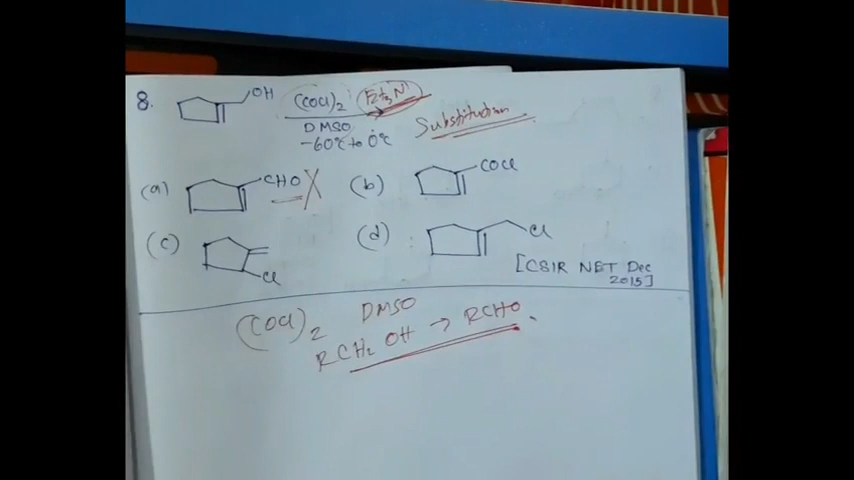 8. OH (COCl)2 Et3N
DMSO
-60°C to 0°C
Substitution
(a) CHO (b) COCl
(c) Cl (d) Cl
[CSIR NET Dec
2015]
(COCl)2 DMSO
RCH2OH → RCHO